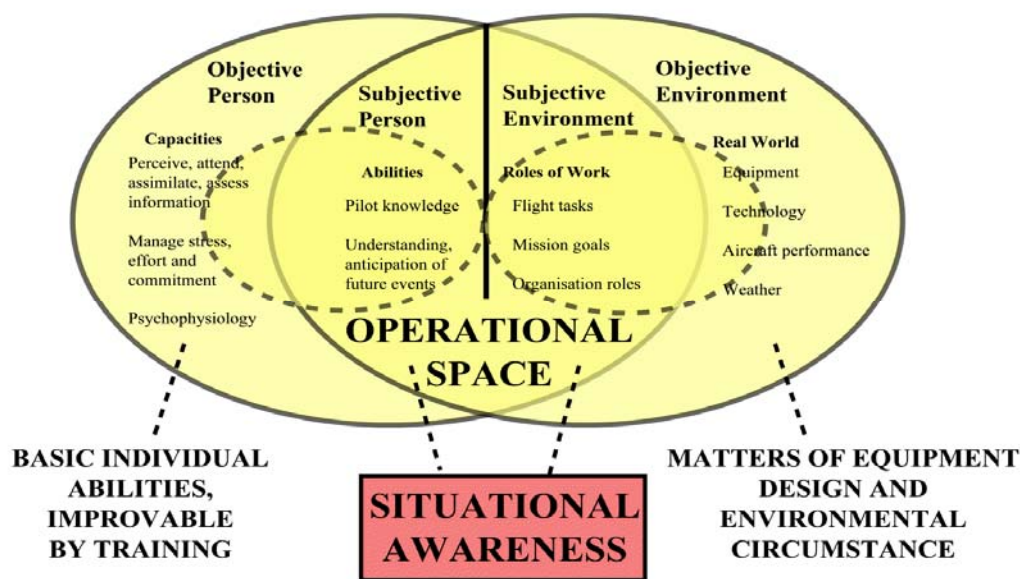 Objective
Person
Subjective
Person
Subjective
Environment
Objective
Environment
Capacities
Perceive, attend,
assimilate, assess
information
Manage stress,
effort and
commitment
Psychophysiology
Abilities
Pilot knowledge
Understanding,
anticipation of
future events
Roles of Work
Flight tasks
Mission goals
Organisation roles
Real World
Equipment
Technology
Aircraft performance
Weather
OPERATIONAL
SPACE
BASIC INDIVIDUAL
ABILITIES,
IMPROVABLE
BY TRAINING
SITUATIONAL
AWARENESS
MATTERS OF EQUIPMENT
DESIGN AND
ENVIRONMENTAL
CIRCUMSTANCE